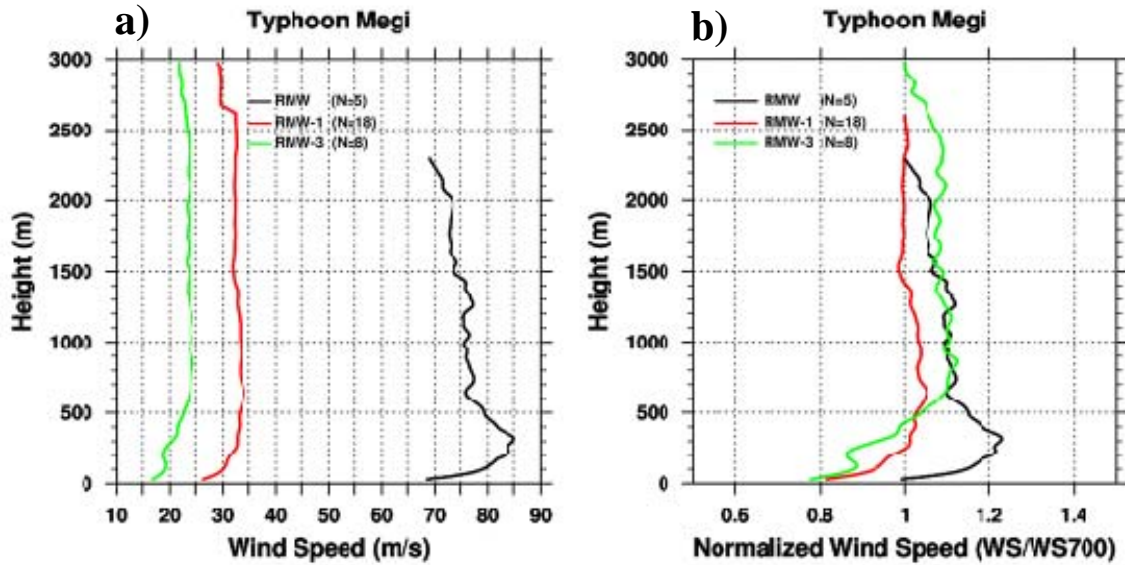 a)
Typhoon Megi
3000
2500
2000
1500
1000
500
0
Height (m)
RMW (N=5)
RMW-1 (N=18)
RMW-3 (N=8)
10 20 30 40 50 60 70 80 90
Wind Speed (m/s)
b)
Typhoon Megi
3000
2500
2000
1500
1000
500
0
Height (m)
RMW (N=5)
RMW-1 (N=18)
RMW-3 (N=8)
0.6 0.8 1 1.2 1.4
Normalized Wind Speed (WS/WS700)